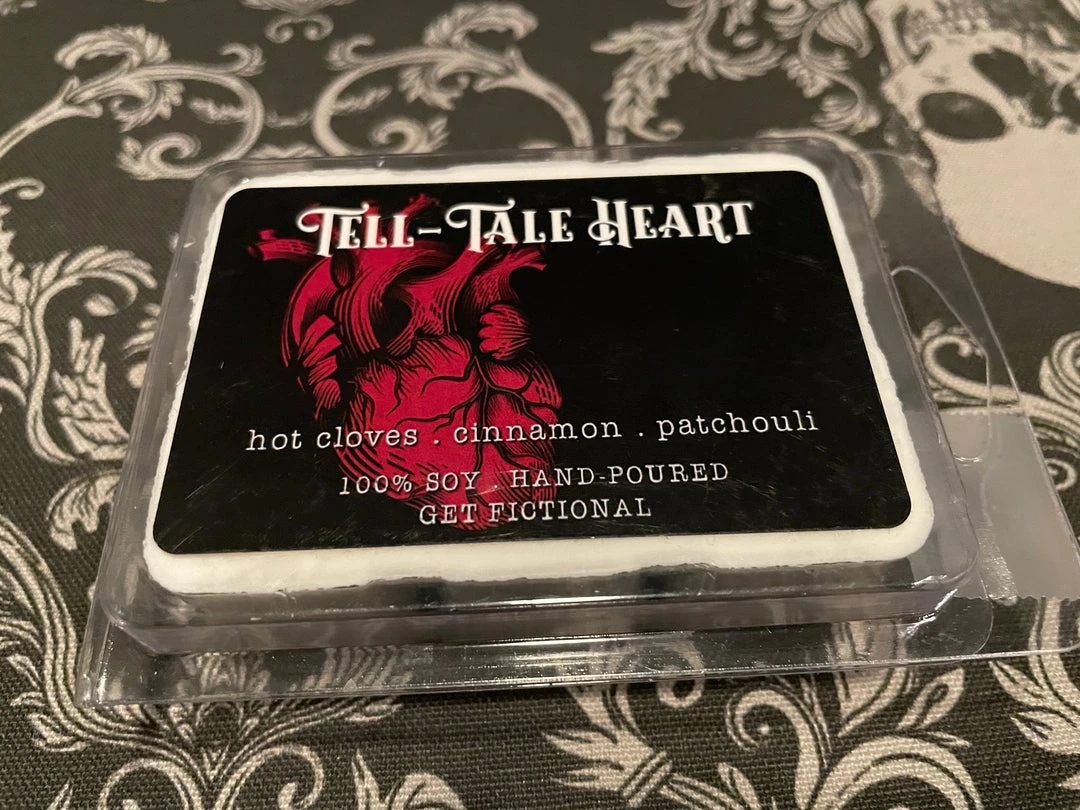 TELL-TALE HEART
hot cloves . cinnamon . patchouli
100% SOY . HAND-POURED
GET FICTIONAL